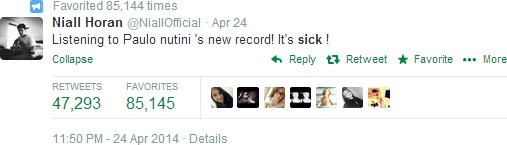 Favorited 85,144 times
Niall Horan @NiallOfficial · Apr 24
Listening to Paulo nutini 's new record! It's sick !
Collapse Reply Retweet Favorite More
RETWEETS FAVORITES
47,293 85,145
11:50 PM - 24 Apr 2014 · Details